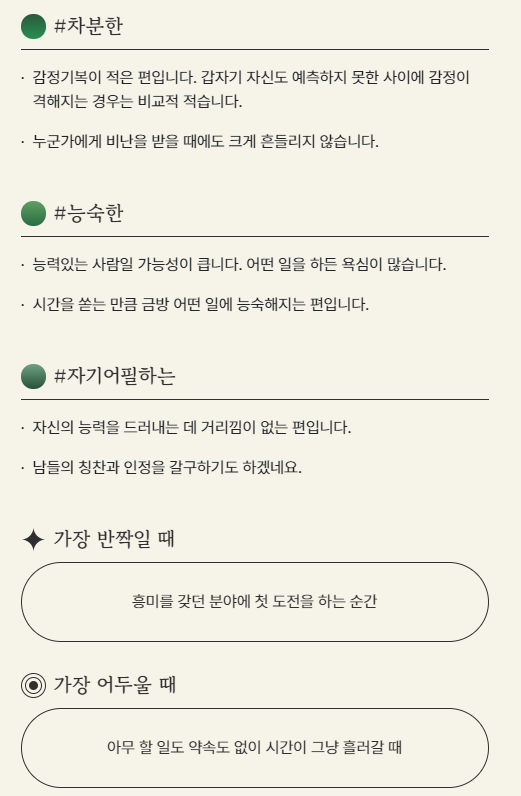 #차분한
· 감정기복이 적은 편입니다. 갑자기 자신도 예측하지 못한 사이에 감정이
격해지는 경우는 비교적 적습니다.
· 누군가에게 비난을 받을 때에도 크게 흔들리지 않습니다.
#능숙한
· 능력있는 사람일 가능성이 큽니다. 어떤 일을 하든 욕심이 많습니다.
· 시간을 쏟는 만큼 금방 어떤 일에 능숙해지는 편입니다.
#자기어필하는
· 자신의 능력을 드러내는 데 거리낌이 없는 편입니다.
· 남들의 칭찬과 인정을 갈구하기도 하겠네요.
가장 반짝일 때
흥미를 갖던 분야에 첫 도전을 하는 순간
가장 어두울 때
아무 할 일도 약속도 없이 시간이 그냥 흘러갈 때